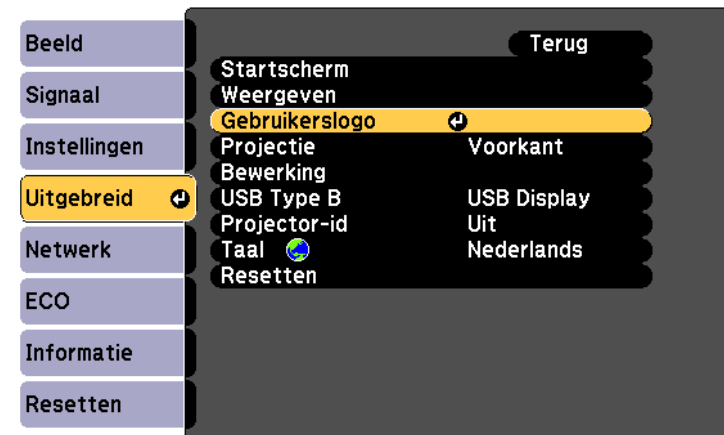 Beeld
Signaal
Instellingen
Uitgebreid
Netwerk
ECO
Informatie
Resetten
Terug
Startscherm
Weergeven
Gebruikerslogo
Projectie Voorkant
Bewerking
USB Type B USB Display
Projector-id Uit
Taal Nederlands
Resetten